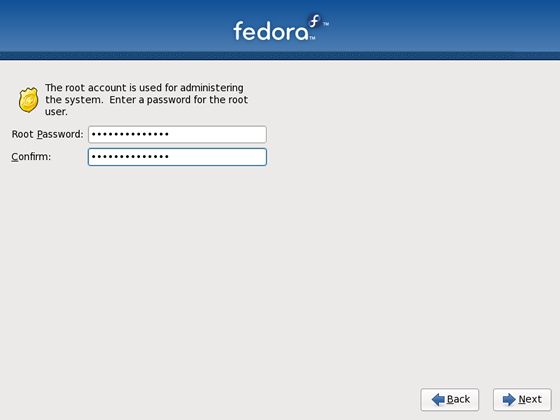 fedora™
The root account is used for administering
the system.  Enter a password for the root
user.
Root Password: ••••••••••••••
Confirm: ••••••••••••••
Back Next